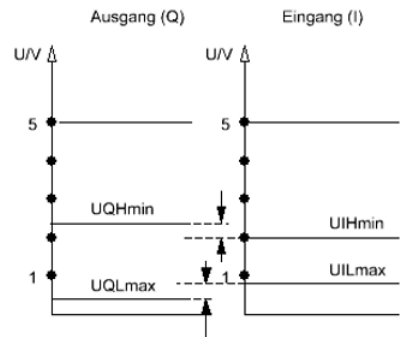 Ausgang (Q) Eingang (I)
U/V U/V
5 5
UQHmin
UIHmin
1 UQLmax 1 UILmax